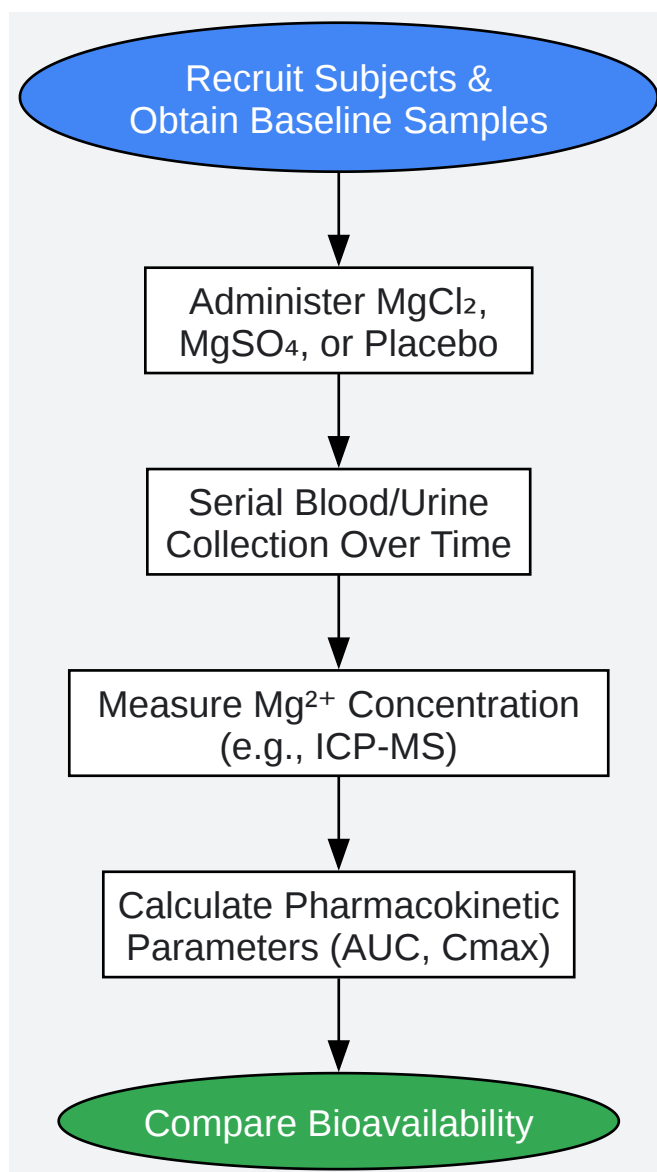 Recruit Subjects &
Obtain Baseline Samples
Administer MgCl₂,
MgSO₄, or Placebo
Serial Blood/Urine
Collection Over Time
Measure Mg²⁺ Concentration
(e.g., ICP-MS)
Calculate Pharmacokinetic
Parameters (AUC, Cmax)
Compare Bioavailability